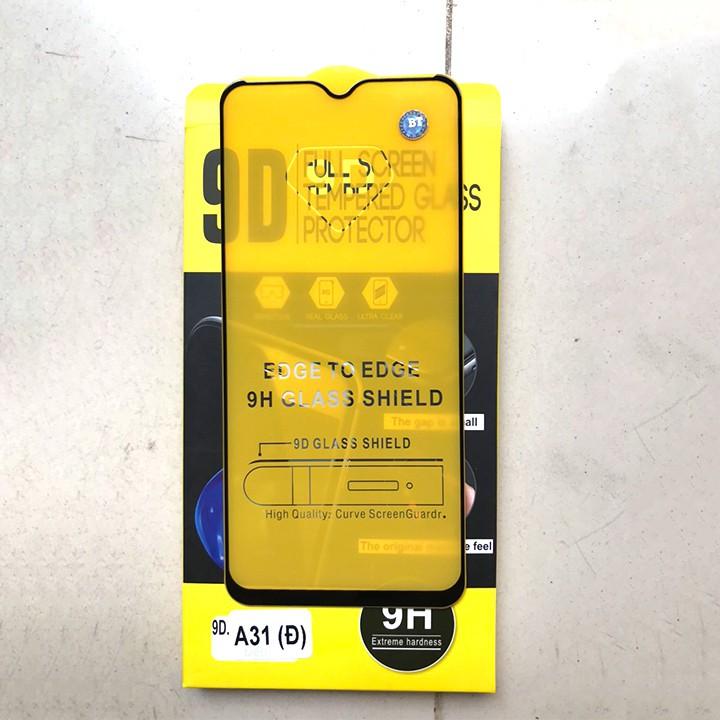 BT
9D
FULL SCREEN
TEMPERED GLASS
PROTECTOR
REAL GLASS
ULTRA CLEAR
EDGE TO EDGE
9H GLASS SHIELD
The gap is
all
9D GLASS SHIELD
High Quality: Curve ScreenGuardr.
The original
e feel
9D. A31 (Đ)
9H
Extreme hardness